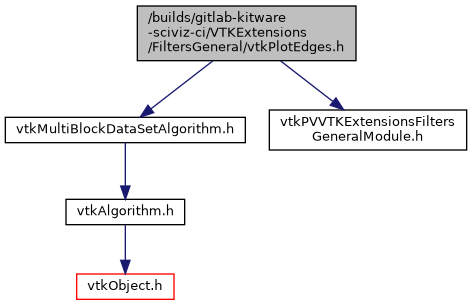 /builds/gitlab-kitware
-sciviz-ci/VTKExtensions
/FiltersGeneral/vtkPlotEdges.h
vtkMultiBlockDataSetAlgorithm.h
vtkPVVTKExtensionsFilters
GeneralModule.h
vtkAlgorithm.h
vtkObject.h